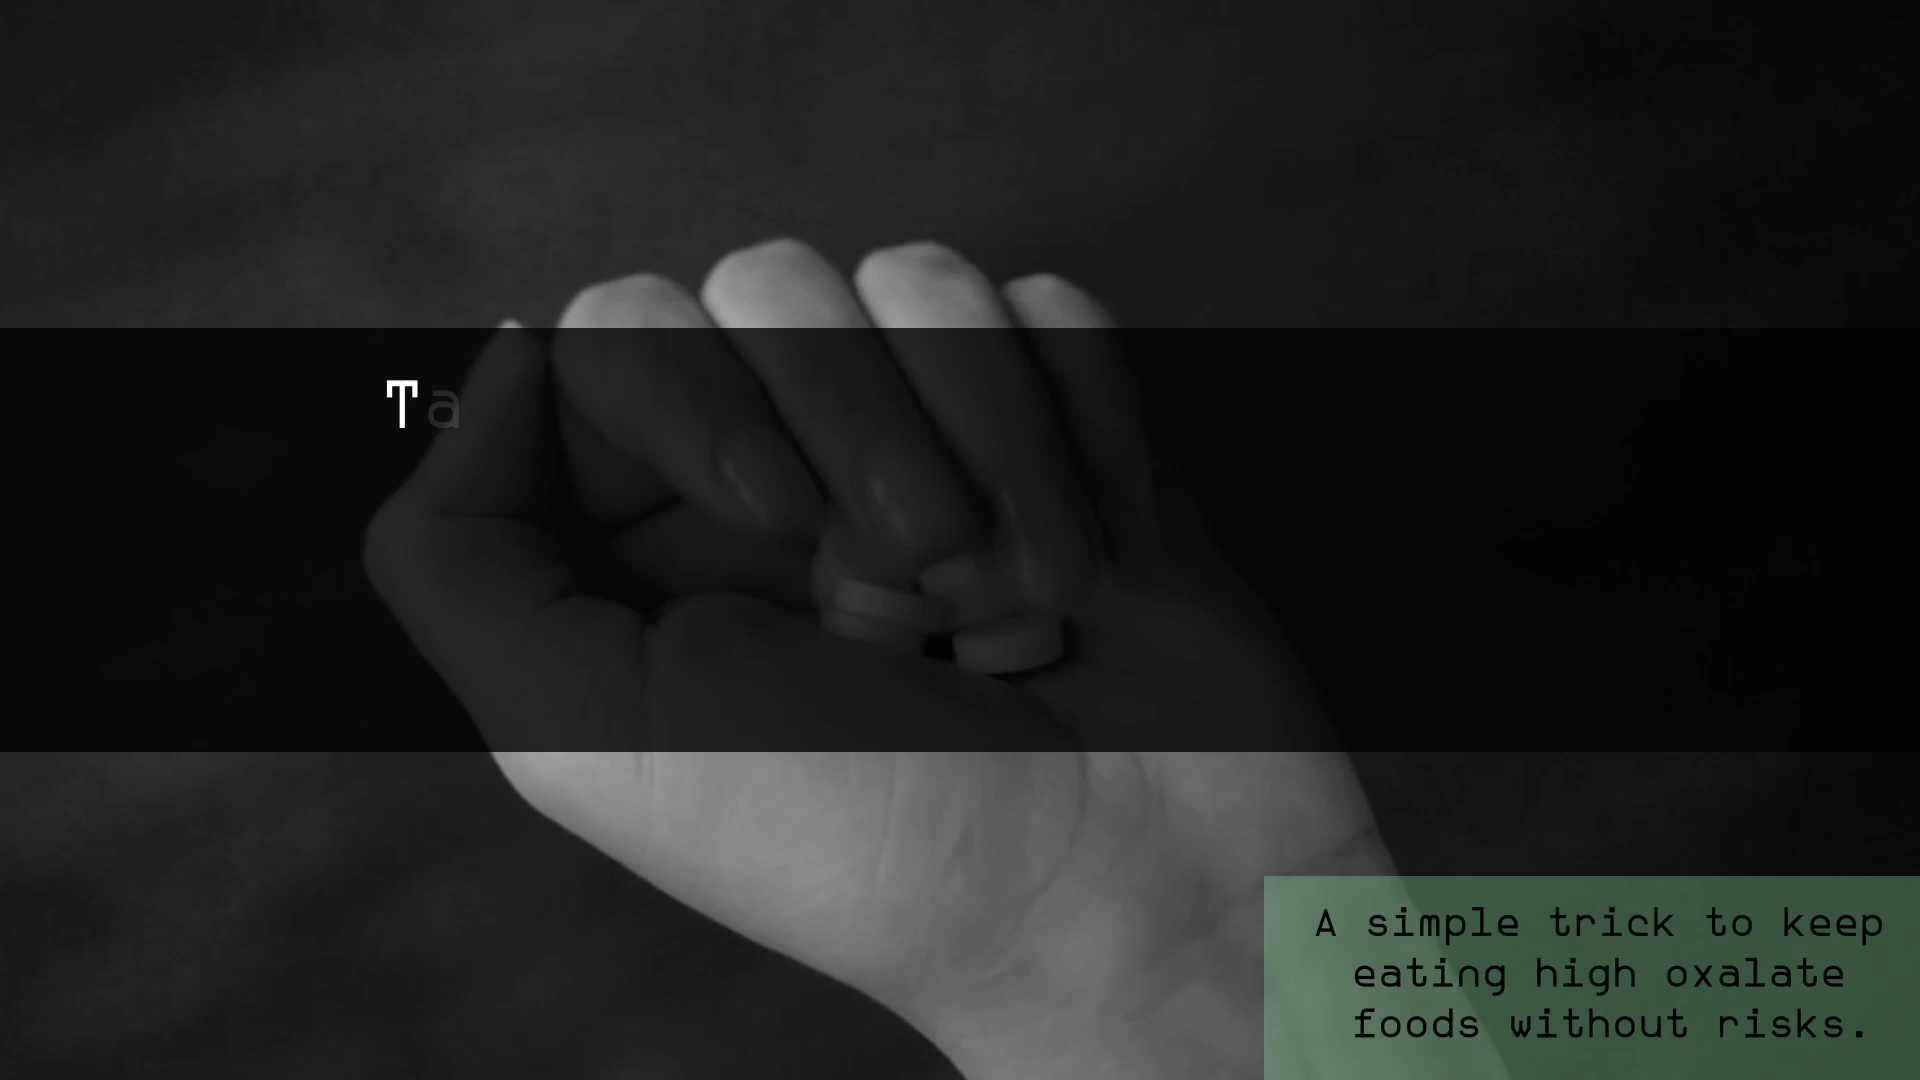 Ta
A simple trick to keep
eating high oxalate
foods without risks.